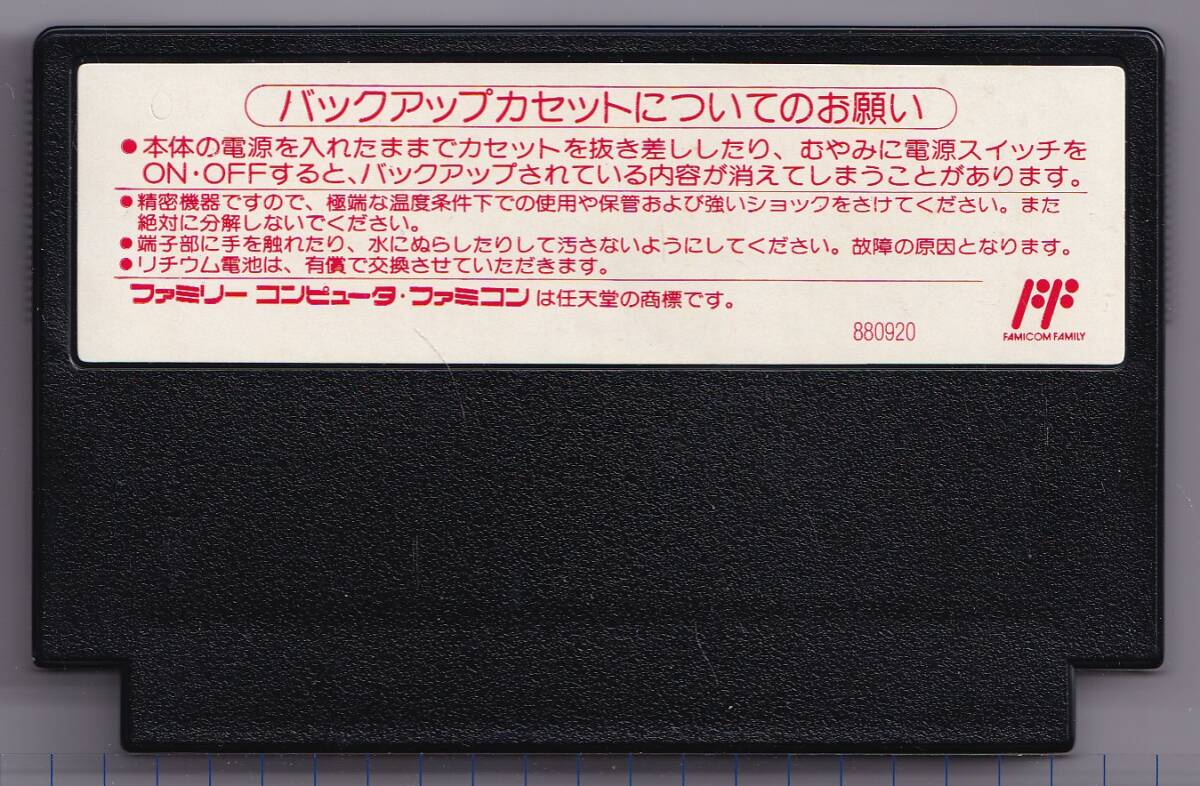 バックアップカセットについてのお願い
●本体の電源を入れたままでカセットを抜き差ししたり、むやみに電源スイッチを
ON・OFFすると、バックアップされている内容が消えてしまうことがあります。
●精密機器ですので、極端な温度条件下での使用や保管および強いショックをさけてください。また
絶対に分解しないでください。
●端子部に手を触れたり、水にぬらしたりして汚さないようにしてください。故障の原因となります。
●リチウム電池は、有償で交換させていただきます。
ファミリーコンピュータ・ファミコンは任天堂の商標です。
880920
FAMICOM FAMILY